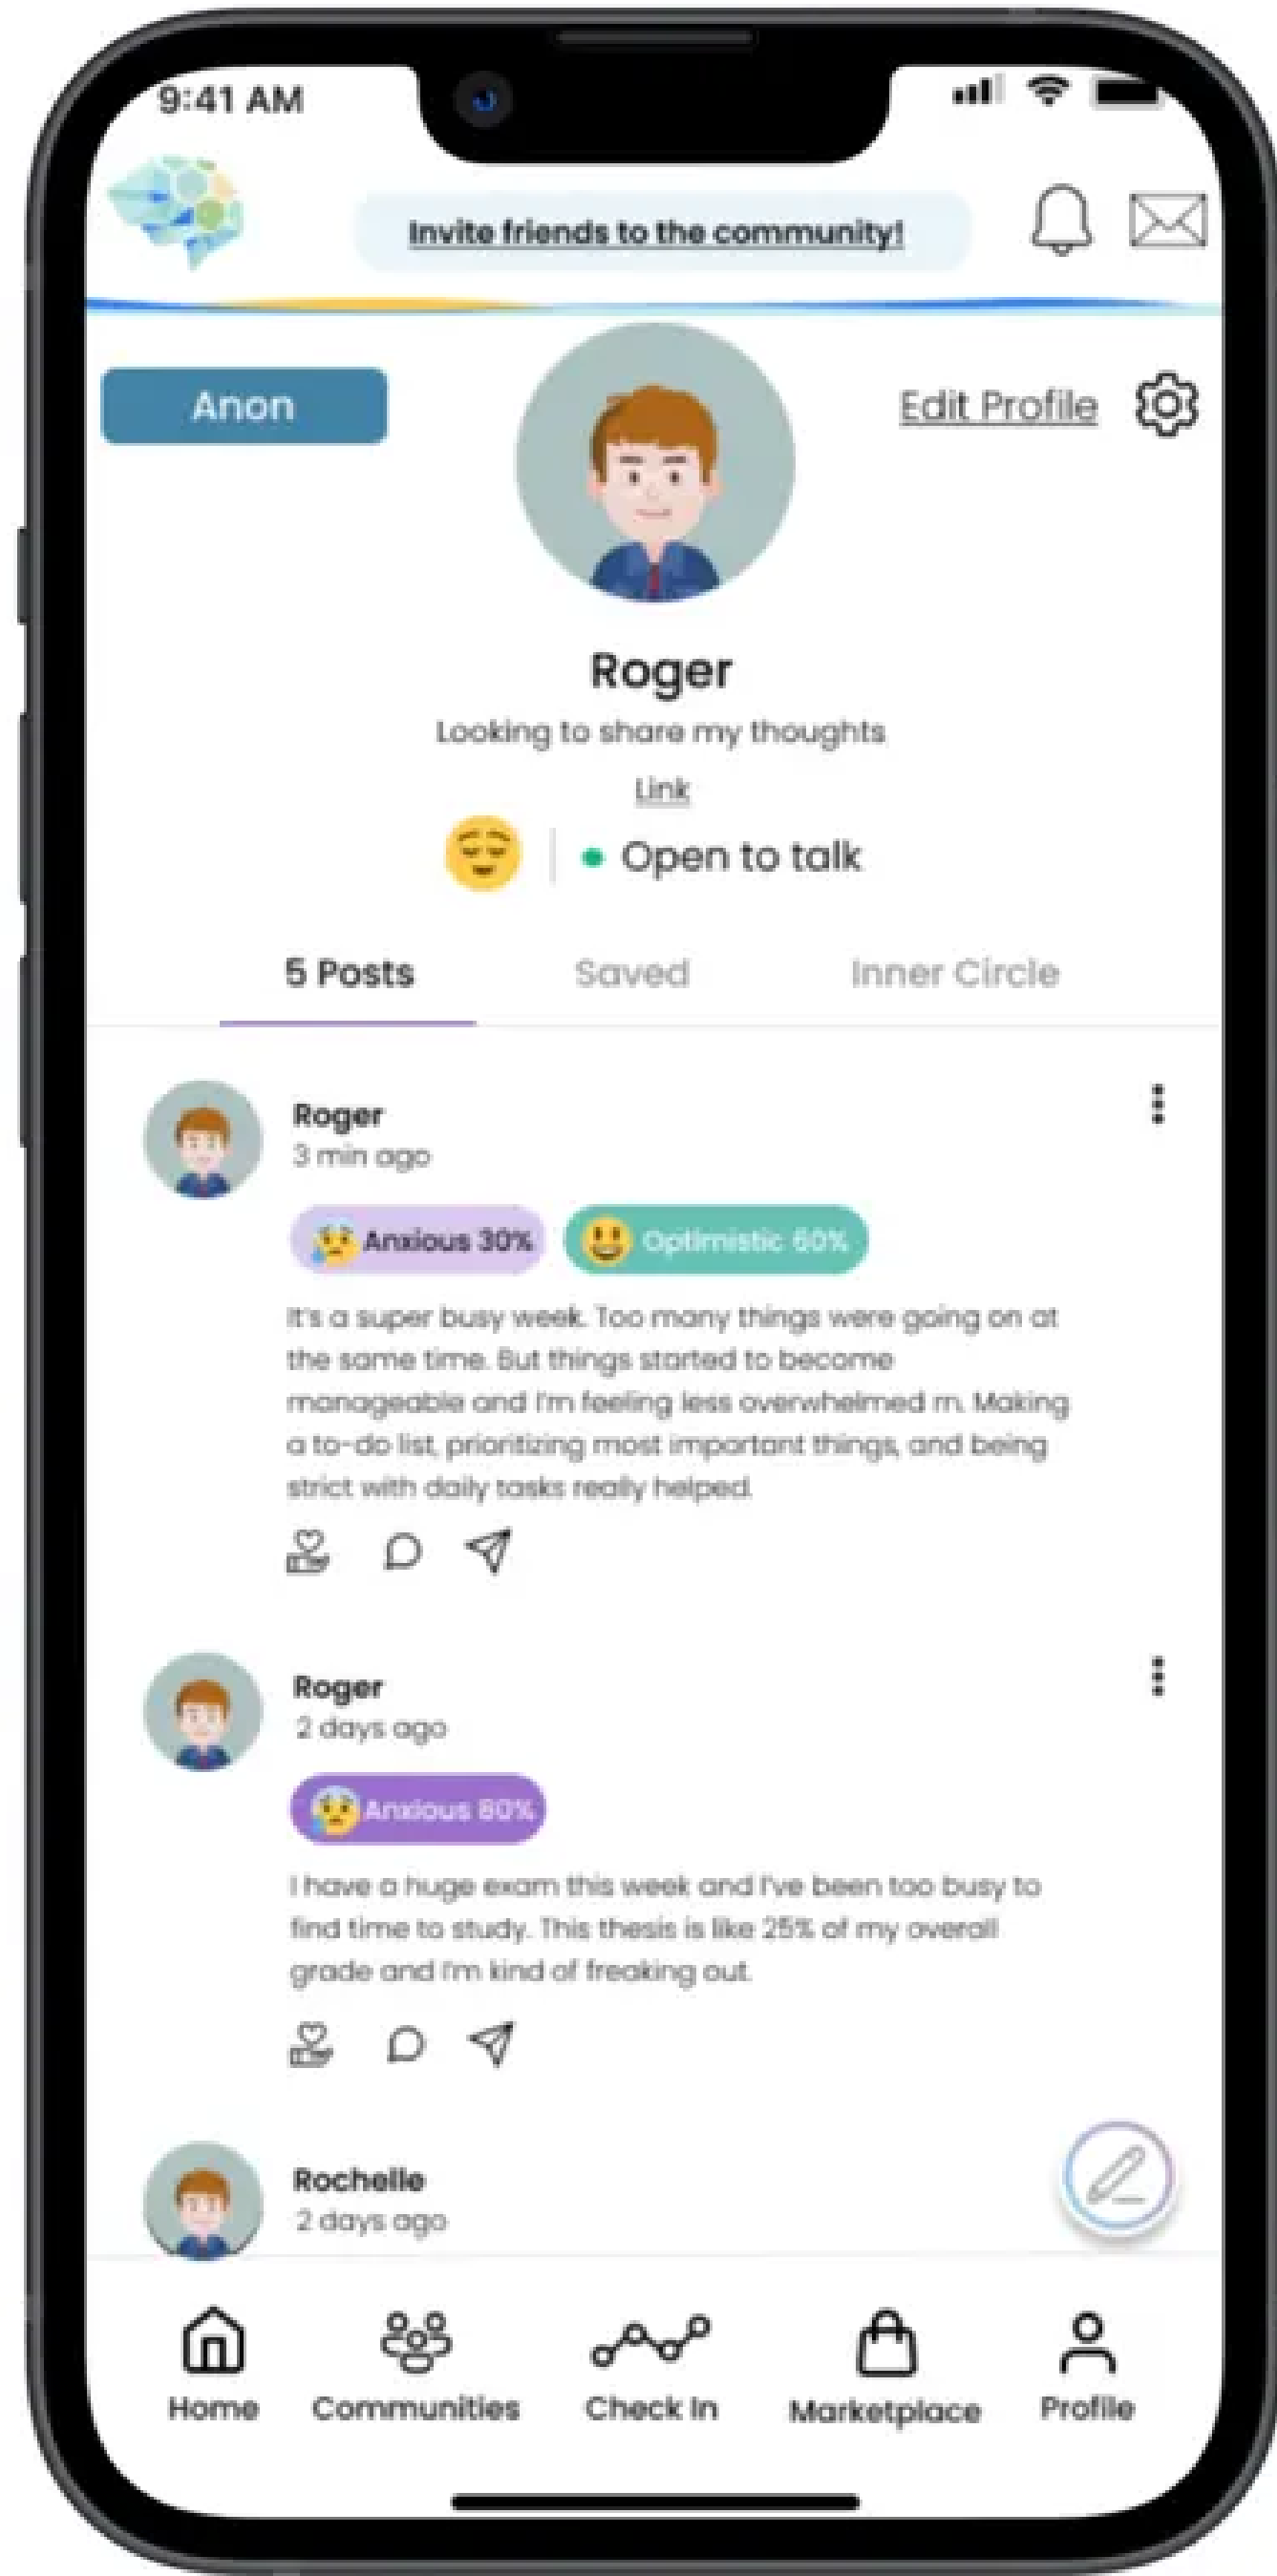 9:41 AM
Invite friends to the community!
Anon
Edit Profile
Roger
Looking to share my thoughts
Link
Open to talk
5 Posts Saved Inner Circle
Roger
3 min ago
Anxious 30% Optimistic 60%
It's a super busy week. Too many things were going on at
the same time. But things started to become
manageable and I'm feeling less overwhelmed rn. Making
a to-do list, prioritizing most important things, and being
strict with daily tasks really helped.
Roger
2 days ago
Anxious 80%
I have a huge exam this week and I've been too busy to
find time to study. This thesis is like 25% of my overall
grade and I'm kind of freaking out.
Rochelle
2 days ago
Home Communities Check In Marketplace Profile